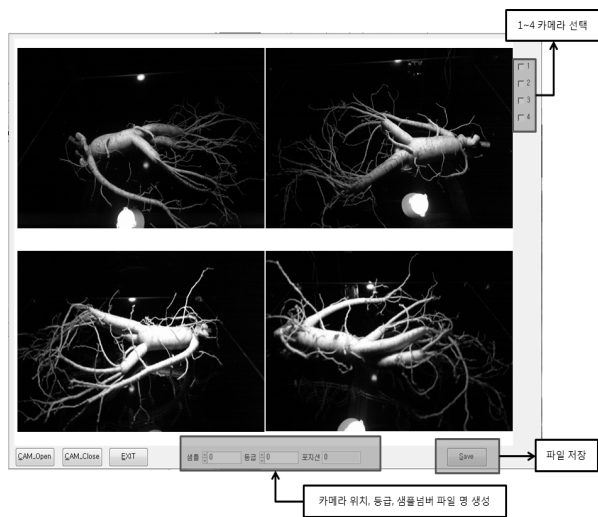 1~4 카메라 선택
1
2
3
4
CAM_Open
CAM_Close
EXIT
샘플 0
등급 0
포지션 0
Save
파일 저장
카메라 위치, 등급, 샘플넘버 파일 명 생성